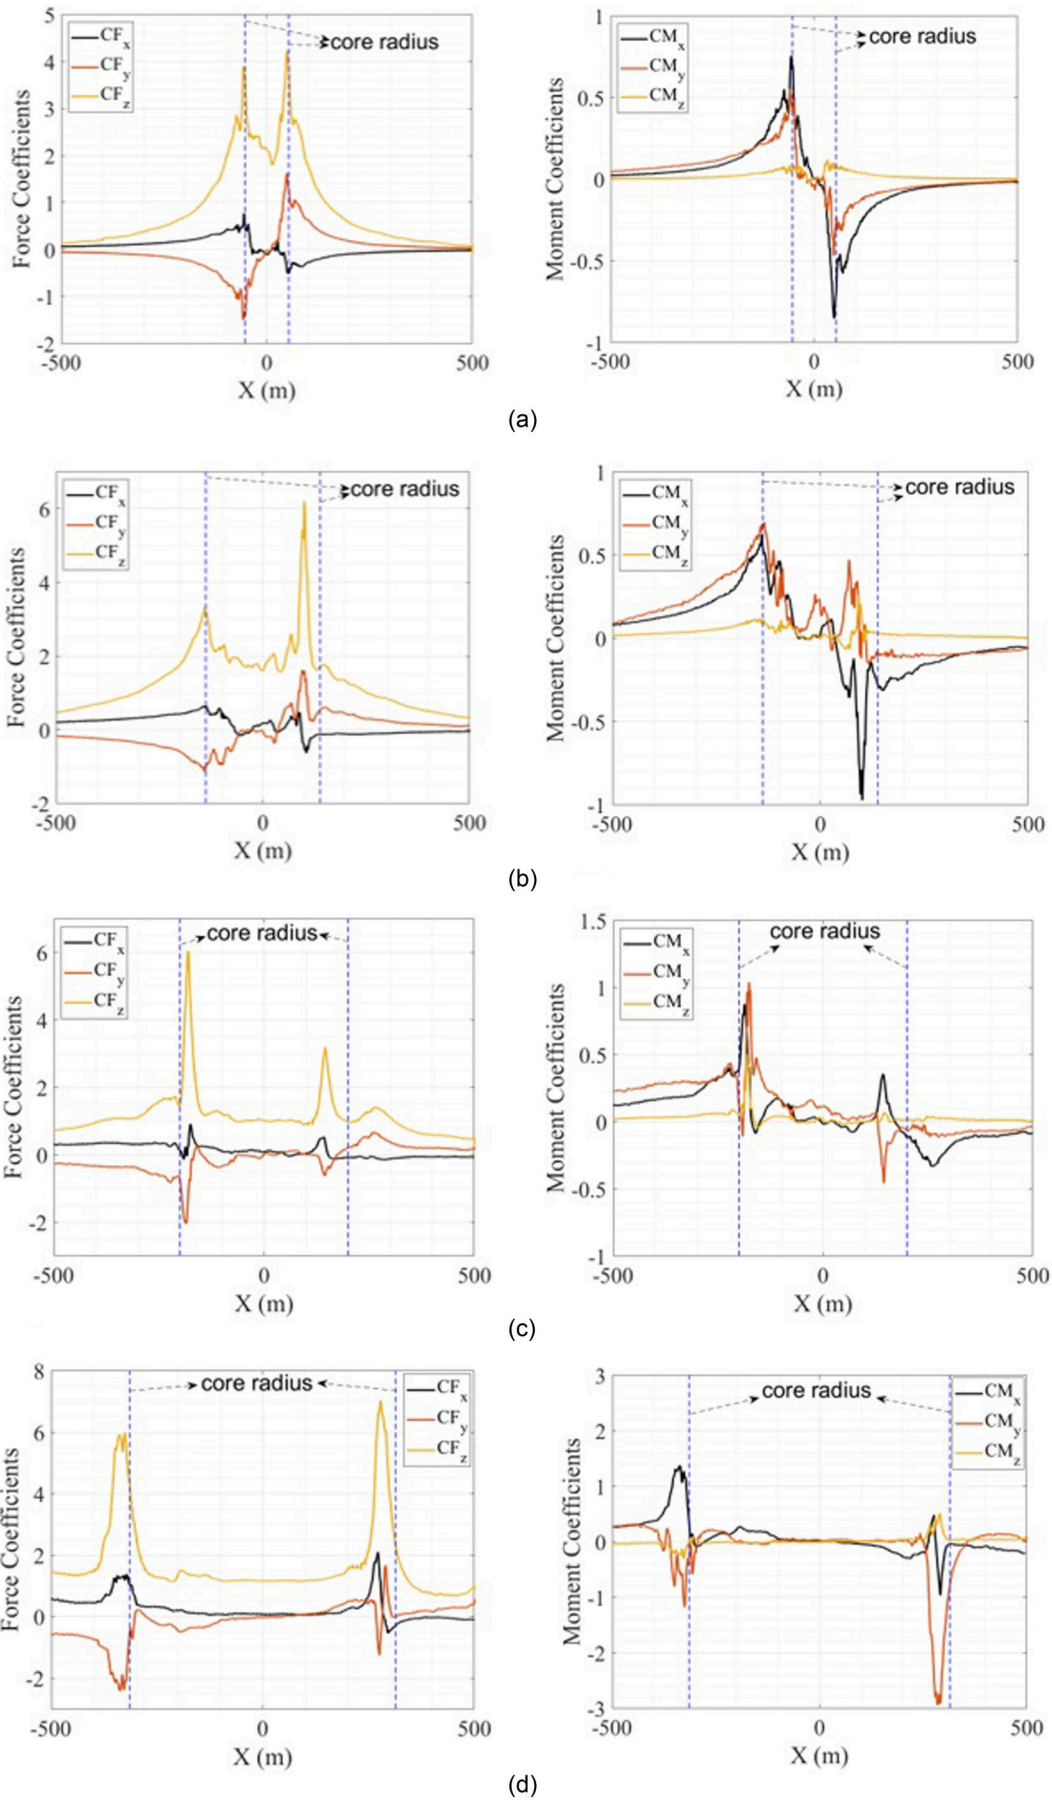 5
4
3
2
1
0
-1
-2
Force Coefficients
CFx
CFy
CFz
core radius
-500 0 500
X (m)
1
0.5
0
-0.5
-1
Moment Coefficients
CMx
CMy
CMz
core radius
-500 0 500
X (m)
(a)
6
4
2
0
-2
Force Coefficients
CFx
CFy
CFz
core radius
-500 0 500
X (m)
1
0.5
0
-0.5
-1
Moment Coefficients
CMx
CMy
CMz
core radius
-500 0 500
X (m)
(b)
6
4
2
0
-2
Force Coefficients
CFx
CFy
CFz
core radius
-500 0 500
X (m)
1.5
1
0.5
0
-0.5
-1
Moment Coefficients
CMx
CMy
CMz
core radius
-500 0 500
X (m)
(c)
8
6
4
2
0
-2
Force Coefficients
core radius
CFx
CFy
CFz
-500 0 500
X (m)
3
2
1
0
-1
-2
-3
Moment Coefficients
core radius
CMx
CMy
CMz
-500 0 500
X (m)
(d)